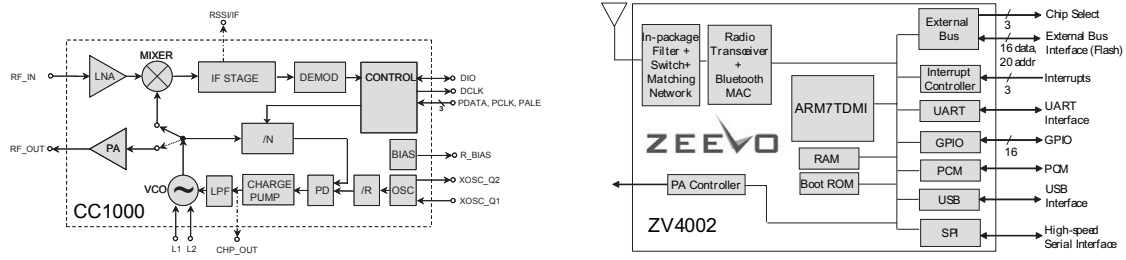 RSSI/IF
MIXER
RF_IN
LNA
IF STAGE
DEMOD
CONTROL
DIO
DCLK
PDATA, PCLK, PALE
3
/N
RF_OUT
PA
BIAS
R_BIAS
VCO
~
LPF
CHARGE
PUMP
PD
/R
OSC
XOSC_Q2
XOSC_Q1
CC1000
L1 L2
CHP_OUT
In-package
Filter +
Switch+
Matching
Network
Radio
Transceiver
+
Bluetooth
MAC
ARM7TDMI
ZEEVO
RAM
Boot ROM
PA Controller
ZV4002
External
Bus
Interrupt
Controller
UART
GPIO
PCM
USB
SPI
Chip Select
3
External Bus
Interface (Flash)
16 data,
20 addr
Interrupts
3
UART
Interface
GPIO
16
PCM
USB
Interface
High-speed
Serial Interface